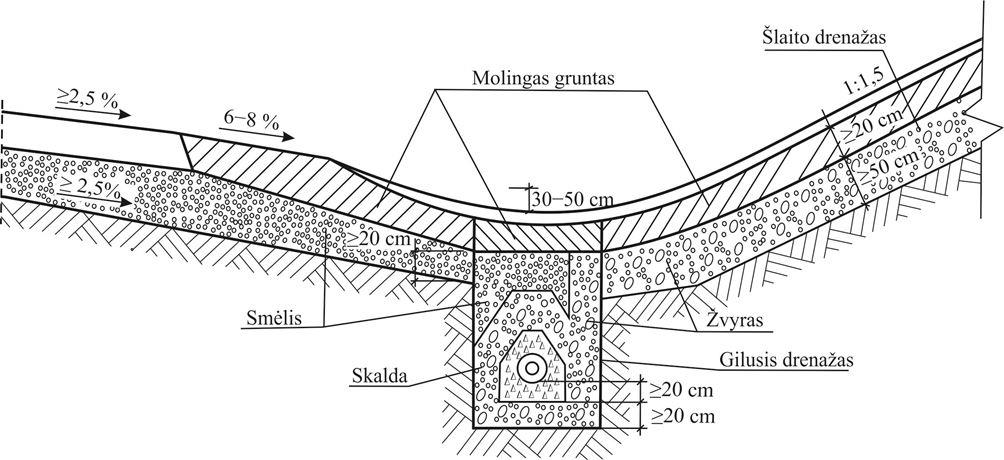 Šlaito drenažas
Molingas gruntas
1:1,5
≥2,5 %
6−8 %
≥20 cm
≥50 cm
≥ 2,5%
30−50 cm
≥20 cm
Smėlis
Žvyras
Gilusis drenažas
Skalda
≥20 cm
≥20 cm